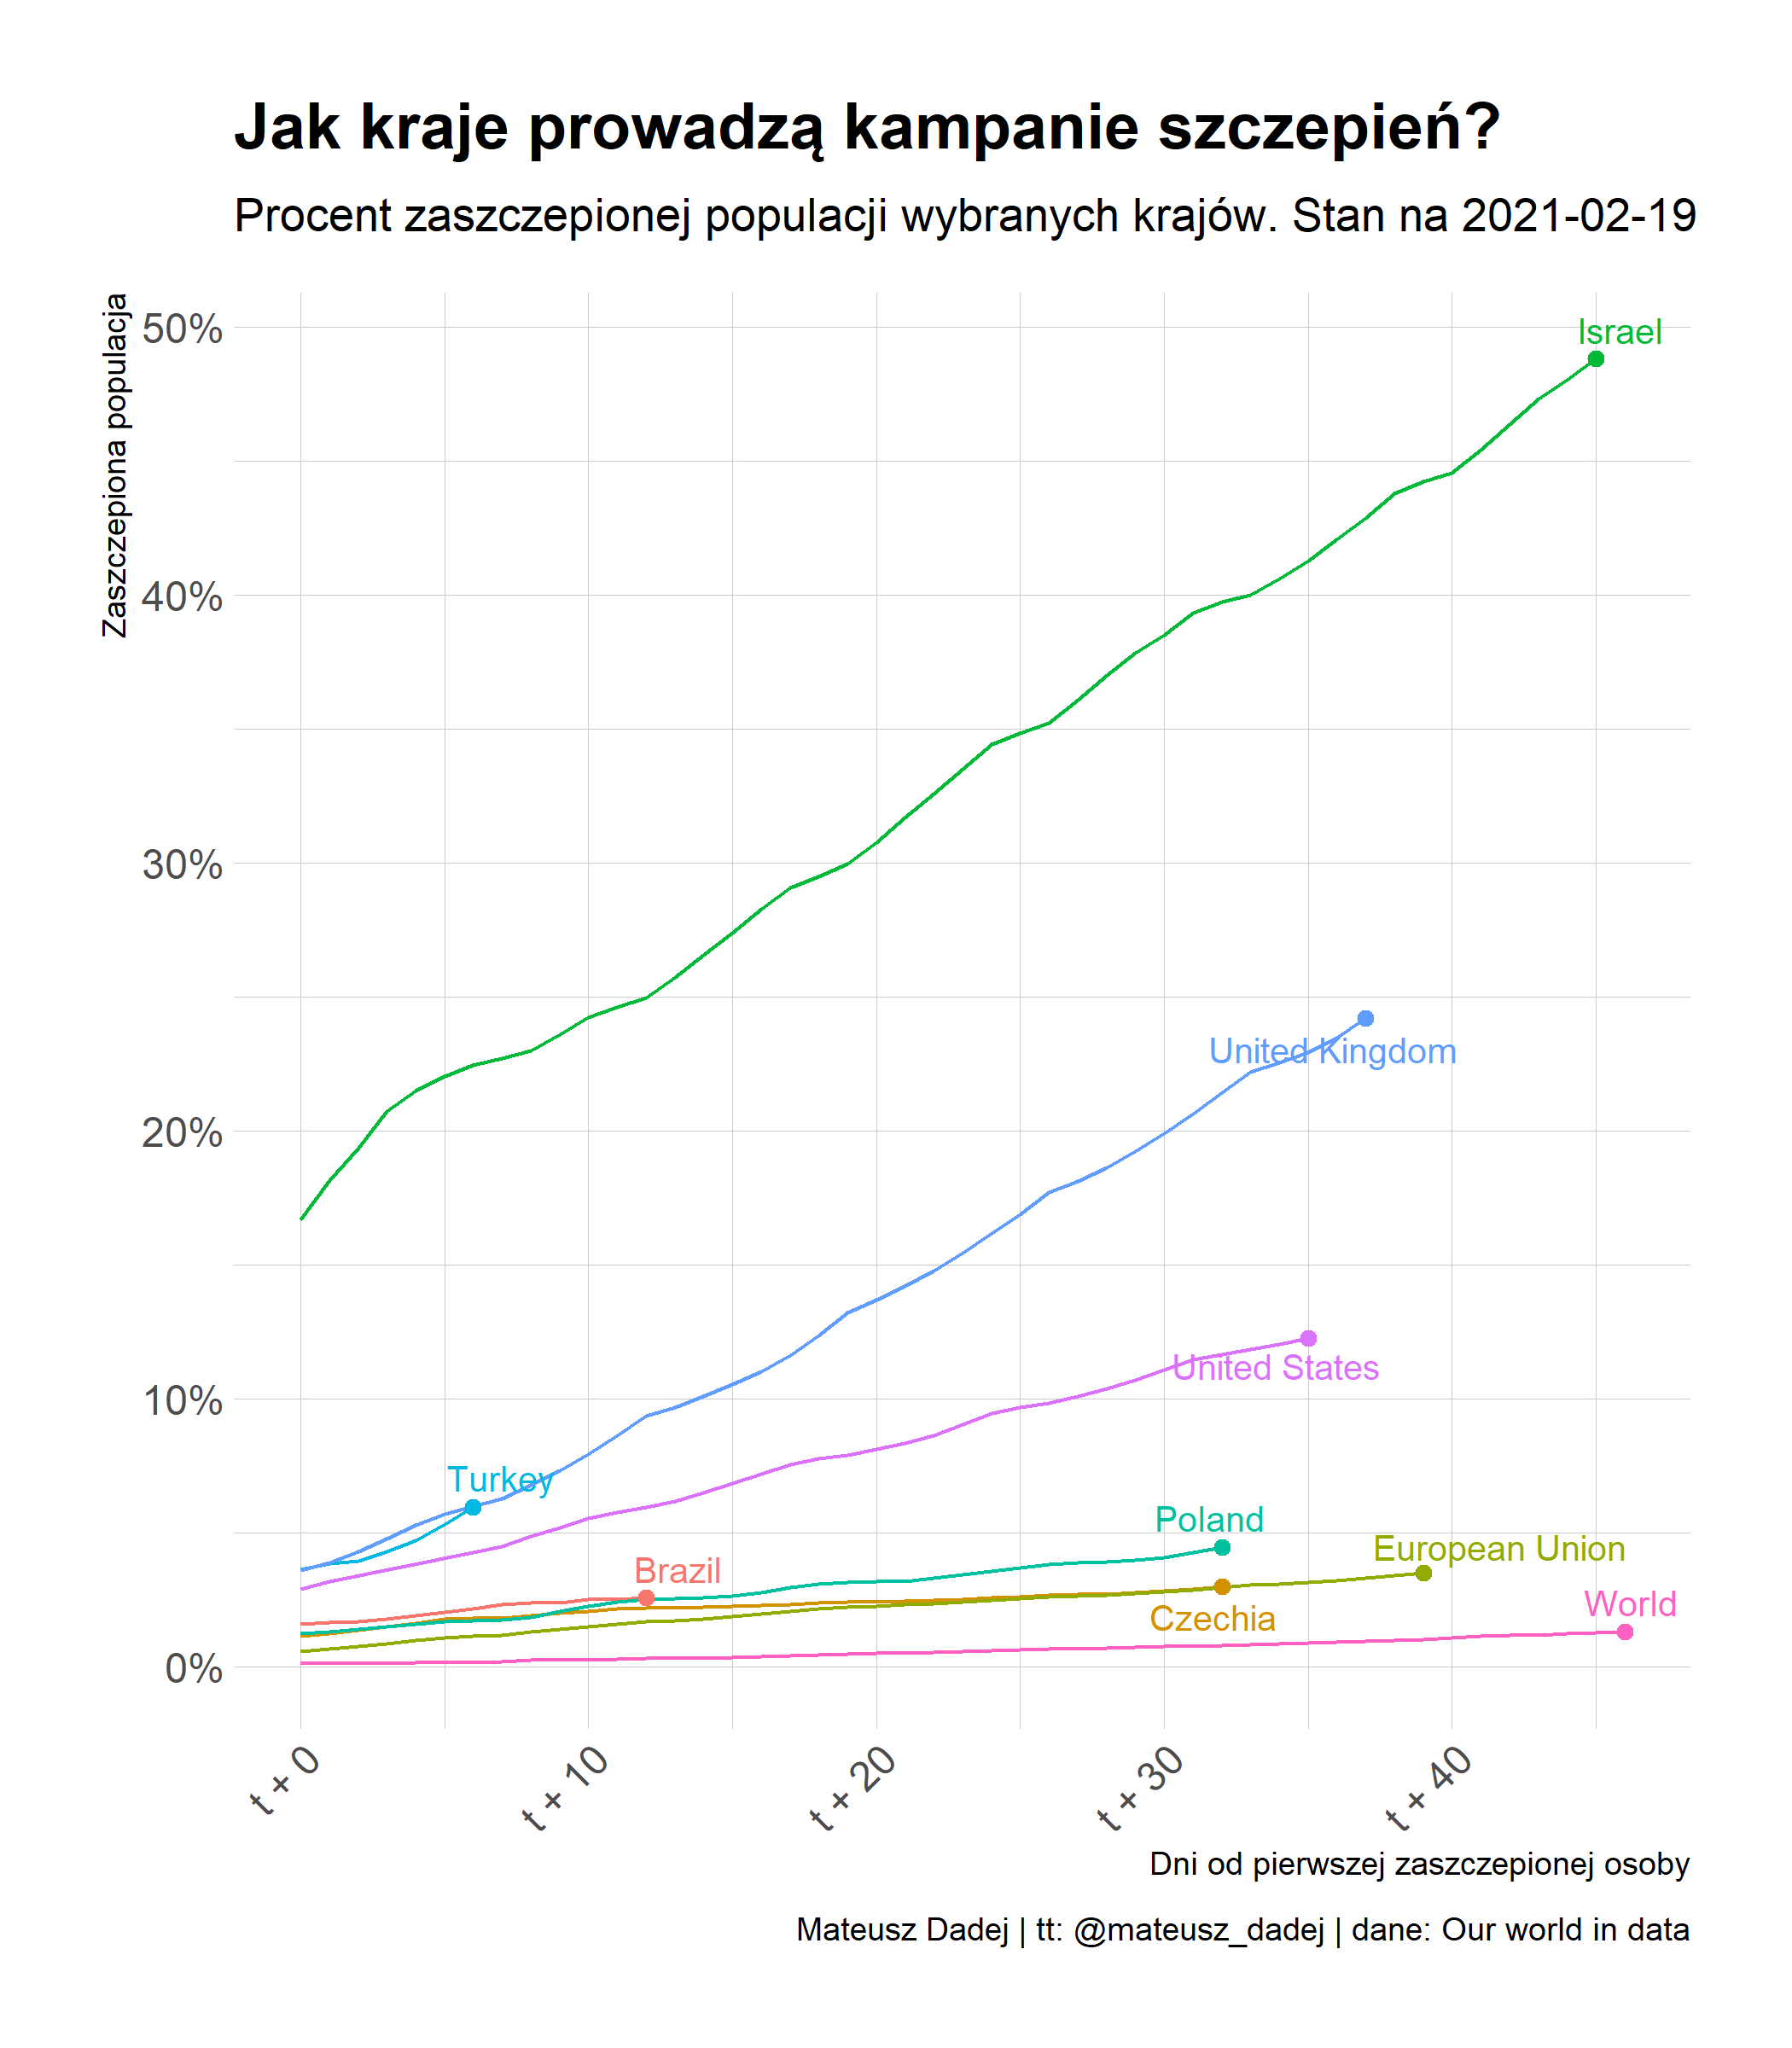 Jak kraje prowadzą kampanie szczepień?
Procent zaszczepionej populacji wybranych krajów. Stan na 2021-02-19
Zaszczepiona populacja
50%
40%
30%
20%
10%
0%
Israel
United Kingdom
United States
Turkey
Poland
European Union
Brazil
World
Czechia
t + 0
t + 10
t + 20
t + 30
t + 40
Dni od pierwszej zaszczepionej osoby
Mateusz Dadej | tt: @mateusz_dadej | dane: Our world in data